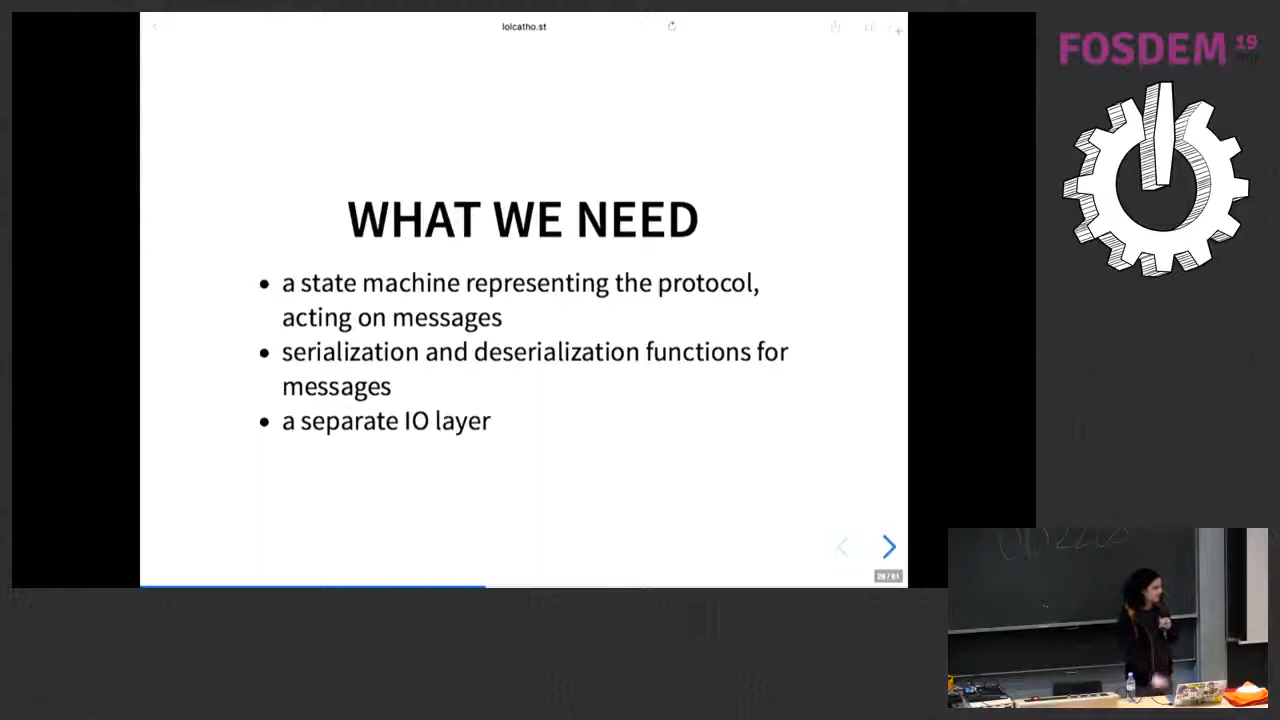 lolcatho.st
FOSDEM 19
WHAT WE NEED
a state machine representing the protocol,
acting on messages
serialization and deserialization functions for
messages
a separate IO layer